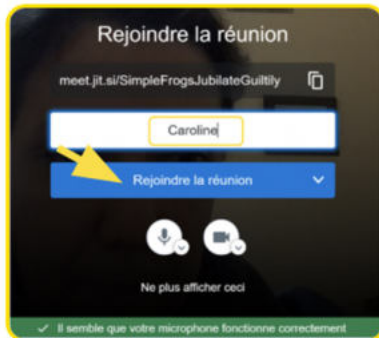 Rejoindre la réunion
meet.jit.si/SimpleFrogsJubilateGuiltily
Caroline
Rejoindre la réunion
Ne plus afficher ceci
Il semble que votre microphone fonctionne correctement